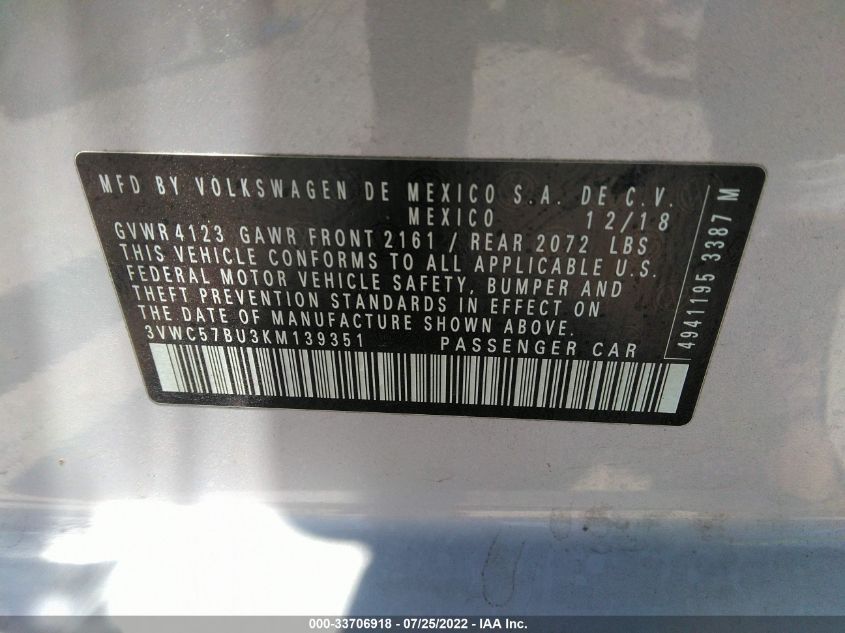 MFD BY VOLKSWAGEN DE MEXICO S.A. DE C.V.
MEXICO 12/18
GVWR4123 GAWR FRONT 2161 / REAR 2072 LBS
THIS VEHICLE CONFORMS TO ALL APPLICABLE U.S.
FEDERAL MOTOR VEHICLE SAFETY, BUMPER AND
THEFT PREVENTION STANDARDS IN EFFECT ON
THE DATE OF MANUFACTURE SHOWN ABOVE.
3VWC57BU3KM139351 PASSENGER CAR
4941195 3387 M
000-33706918 - 07/25/2022 - IAA Inc.